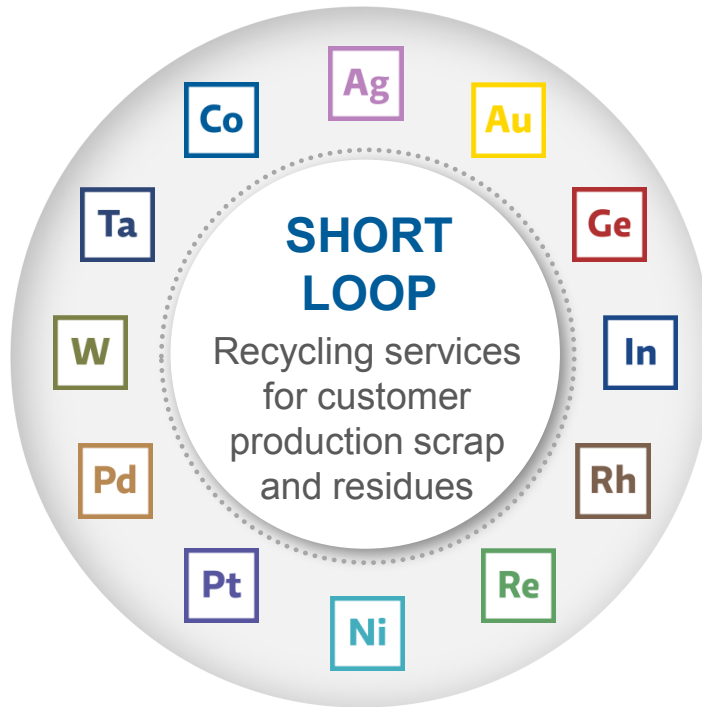 Ag
Au
Ge
In
Rh
Re
Ni
Pt
Pd
W
Ta
Co
SHORT
LOOP
Recycling services
for customer
production scrap
and residues